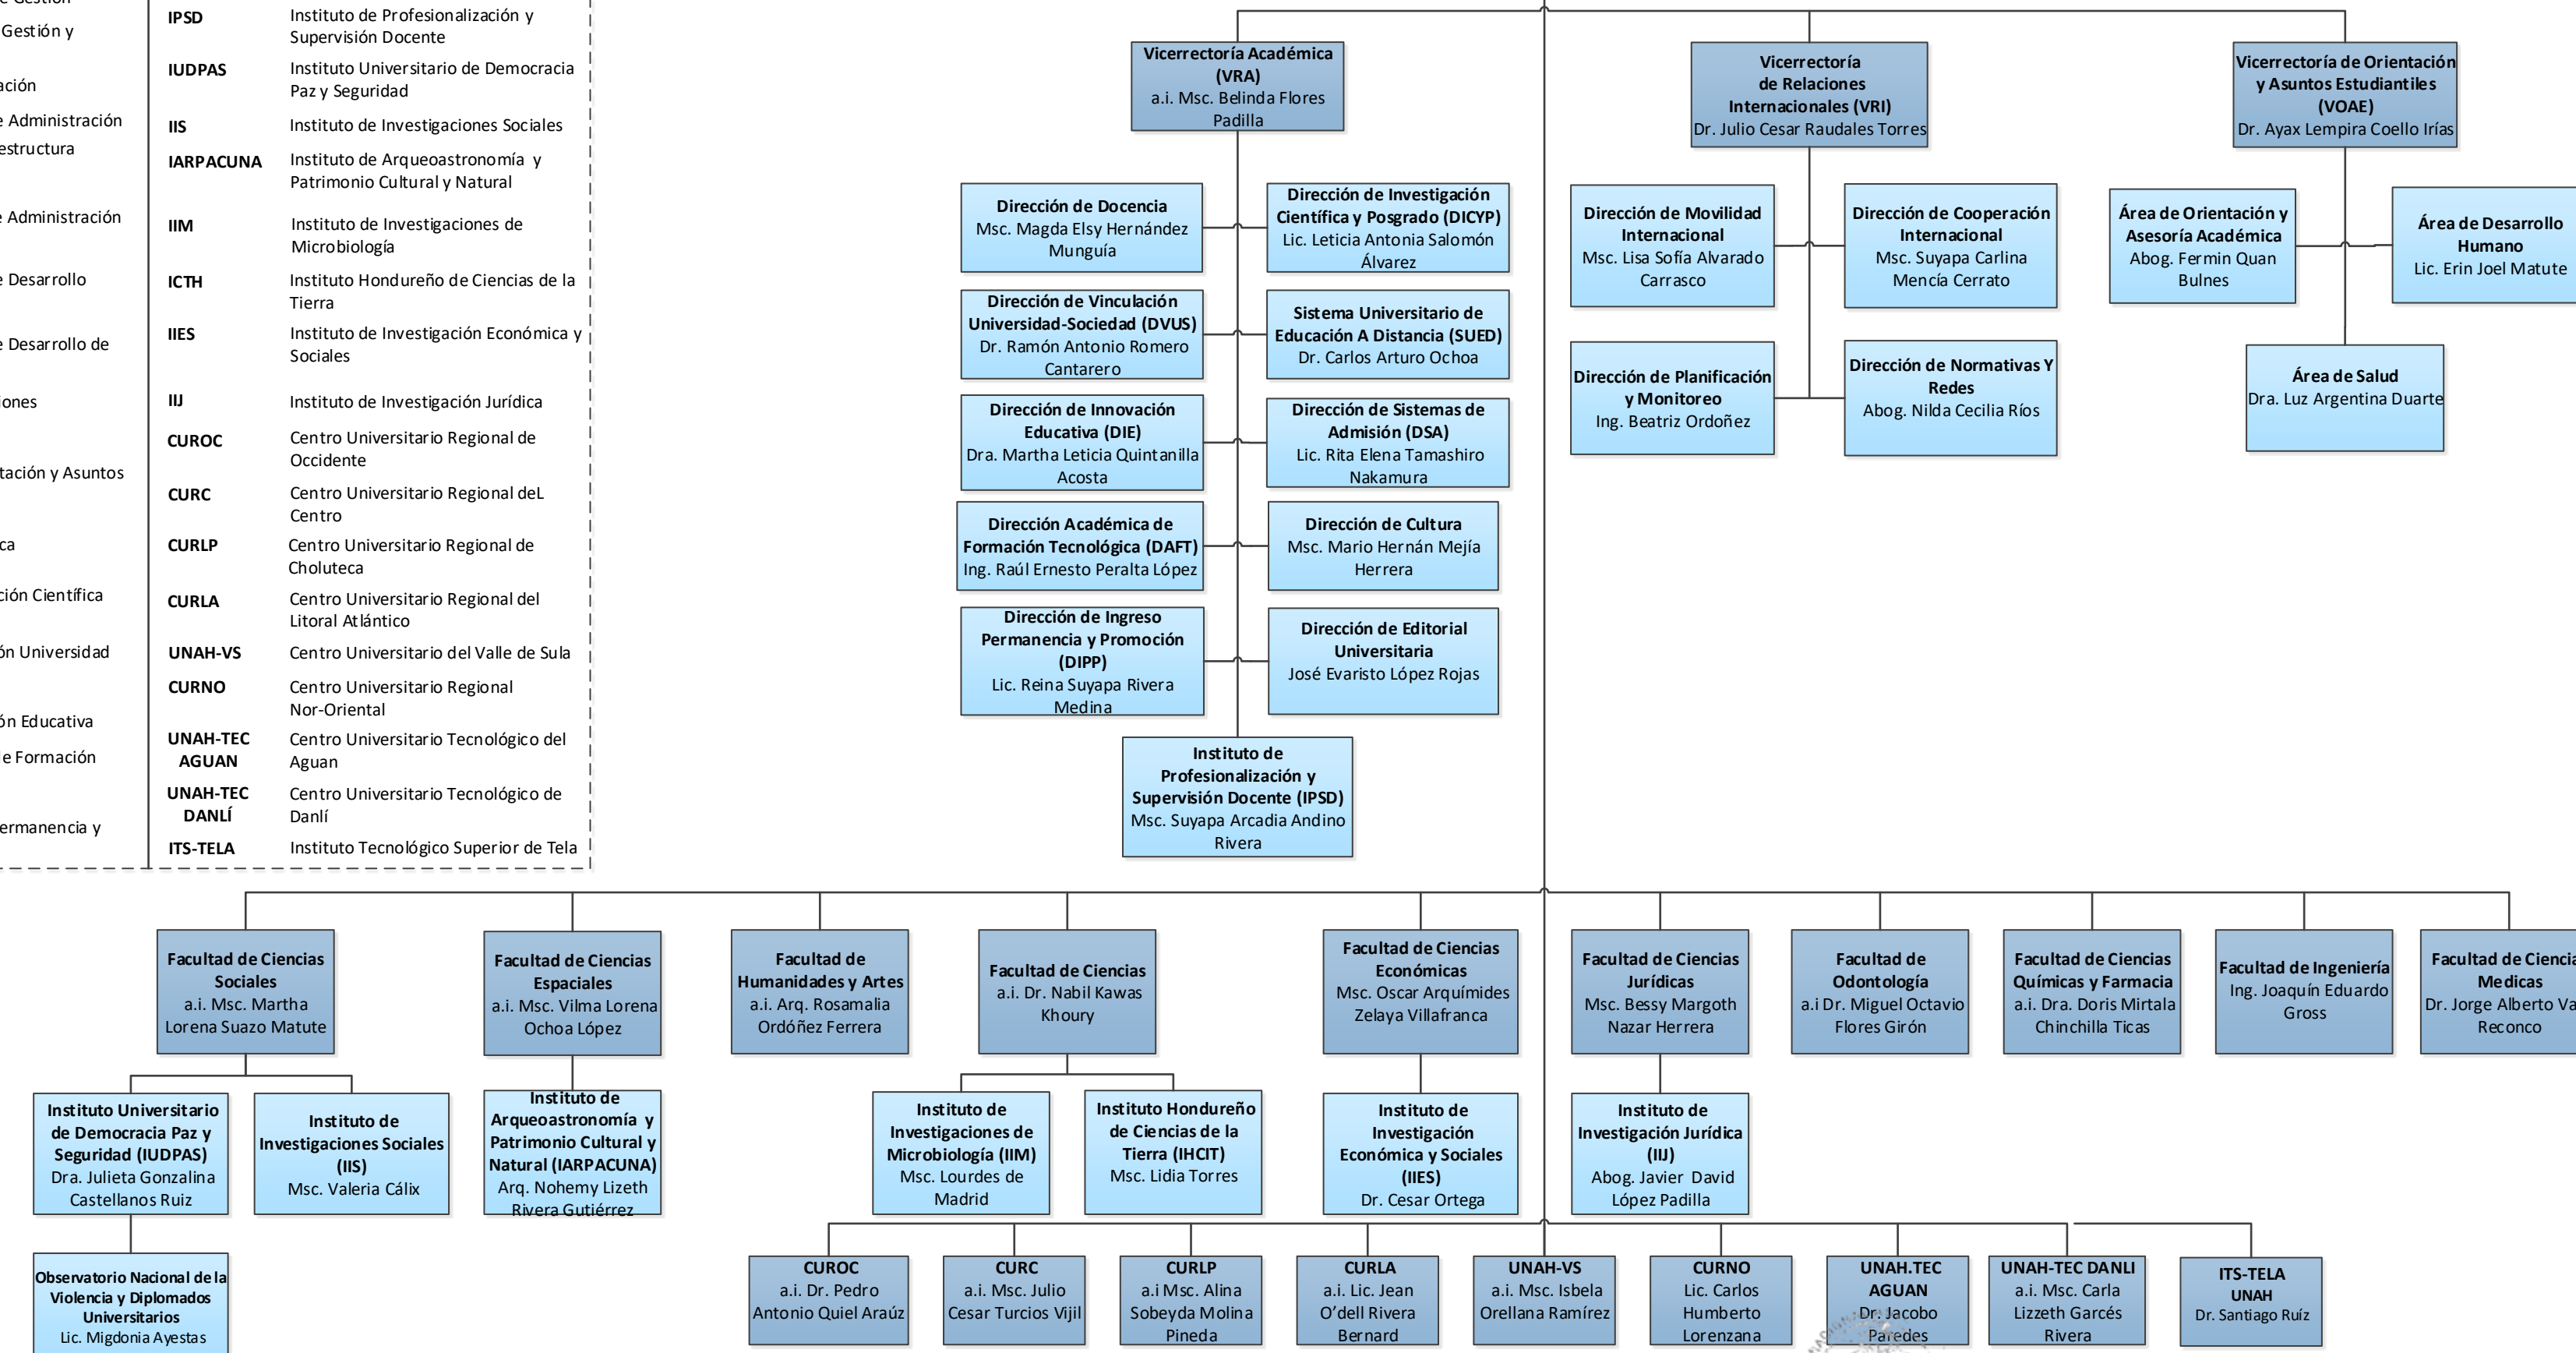 e Gestión
Gestión y
ación
e Administración
estructura
e Administración
e Desarrollo
e Desarrollo de
iones
tación y Asuntos
ca
ción Científica
ón Universidad
ón Educativa
e Formación
ermanencia y
IPSD Instituto de Profesionalización y
Supervisión Docente
IUDPAS Instituto Universitario de Democracia
Paz y Seguridad
IIS Instituto de Investigaciones Sociales
IARPACUNA Instituto de Arqueoastronomía y
Patrimonio Cultural y Natural
IIM Instituto de Investigaciones de
Microbiología
ICTH Instituto Hondureño de Ciencias de la
Tierra
IIES Instituto de Investigación Económica y
Sociales
IIJ Instituto de Investigación Jurídica
CUROC Centro Universitario Regional de
Occidente
CURC Centro Universitario Regional deL
Centro
CURLP Centro Universitario Regional de
Choluteca
CURLA Centro Universitario Regional del
Litoral Atlántico
UNAH-VS Centro Universitario del Valle de Sula
CURNO Centro Universitario Regional
Nor-Oriental
UNAH-TEC Centro Universitario Tecnológico del
AGUAN Aguan
UNAH-TEC Centro Universitario Tecnológico de
DANLÍ Danlí
ITS-TELA Instituto Tecnológico Superior de Tela
Vicerrectoría Académica
(VRA)
a.i. Msc. Belinda Flores
Padilla
Vicerrectoría
de Relaciones
Internacionales (VRI)
Dr. Julio Cesar Raudales Torres
Vicerrectoría de Orientación
y Asuntos Estudiantiles
(VOAE)
Dr. Ayax Lempira Coello Irías
Dirección de Docencia
Msc. Magda Elsy Hernández
Munguía
Dirección de Investigación
Científica y Posgrado (DICYP)
Lic. Leticia Antonia Salomón
Álvarez
Dirección de Vinculación
Universidad-Sociedad (DVUS)
Dr. Ramón Antonio Romero
Cantarero
Sistema Universitario de
Educación A Distancia (SUED)
Dr. Carlos Arturo Ochoa
Dirección de Innovación
Educativa (DIE)
Dra. Martha Leticia Quintanilla
Acosta
Dirección de Sistemas de
Admisión (DSA)
Lic. Rita Elena Tamashiro
Nakamura
Dirección Académica de
Formación Tecnológica (DAFT)
Ing. Raúl Ernesto Peralta López
Dirección de Cultura
Msc. Mario Hernán Mejía
Herrera
Dirección de Ingreso
Permanencia y Promoción
(DIPP)
Lic. Reina Suyapa Rivera
Medina
Dirección de Editorial
Universitaria
José Evaristo López Rojas
Instituto de
Profesionalización y
Supervisión Docente (IPSD)
Msc. Suyapa Arcadia Andino
Rivera
Dirección de Movilidad
Internacional
Msc. Lisa Sofía Alvarado
Carrasco
Dirección de Cooperación
Internacional
Msc. Suyapa Carlina
Mencía Cerrato
Dirección de Planificación
y Monitoreo
Ing. Beatriz Ordoñez
Dirección de Normativas Y
Redes
Abog. Nilda Cecilia Ríos
Área de Orientación y
Asesoría Académica
Abog. Fermin Quan
Bulnes
Área de Desarrollo
Humano
Lic. Erin Joel Matute
Área de Salud
Dra. Luz Argentina Duarte
Facultad de Ciencias
Sociales
a.i. Msc. Martha
Lorena Suazo Matute
Facultad de Ciencias
Espaciales
a.i. Msc. Vilma Lorena
Ochoa López
Facultad de
Humanidades y Artes
a.i. Arq. Rosamalia
Ordóñez Ferrera
Facultad de Ciencias
a.i. Dr. Nabil Kawas
Khoury
Facultad de Ciencias
Económicas
Msc. Oscar Arquímides
Zelaya Villafranca
Facultad de Ciencias
Jurídicas
Msc. Bessy Margoth
Nazar Herrera
Facultad de
Odontología
a.i Dr. Miguel Octavio
Flores Girón
Facultad de Ciencias
Químicas y Farmacia
a.i. Dra. Doris Mirtala
Chinchilla Ticas
Facultad de Ingeniería
Ing. Joaquín Eduardo
Gross
Facultad de Ciencia
Medicas
Dr. Jorge Alberto Va
Reconco
Instituto Universitario
de Democracia Paz y
Seguridad (IUDPAS)
Dra. Julieta Gonzalina
Castellanos Ruiz
Instituto de
Investigaciones Sociales
(IIS)
Msc. Valeria Cálix
Instituto de
Arqueoastronomía y
Patrimonio Cultural y
Natural (IARPACUNA)
Arq. Nohemy Lizeth
Rivera Gutiérrez
Instituto de
Investigaciones de
Microbiología (IIM)
Msc. Lourdes de
Madrid
Instituto Hondureño
de Ciencias de la
Tierra (IHCIT)
Msc. Lidia Torres
Instituto de
Investigación
Económica y Sociales
(IIES)
Dr. Cesar Ortega
Instituto de
Investigación Jurídica
(IIJ)
Abog. Javier David
López Padilla
Observatorio Nacional de la
Violencia y Diplomados
Universitarios
Lic. Migdonia Ayestas
CUROC
a.i. Dr. Pedro
Antonio Quiel Araúz
CURC
a.i. Msc. Julio
Cesar Turcios Vijil
CURLP
a.i Msc. Alina
Sobeyda Molina
Pineda
CURLA
a.i. Lic. Jean
O’dell Rivera
Bernard
UNAH-VS
a.i. Msc. Isbela
Orellana Ramírez
CURNO
Lic. Carlos
Humberto
Lorenzana
UNAH.TEC
AGUAN
Dr. Jacobo
Paredes
UNAH-TEC DANLI
a.i. Msc. Carla
Lizzeth Garcés
Rivera
ITS-TELA
UNAH
Dr. Santiago Ruíz